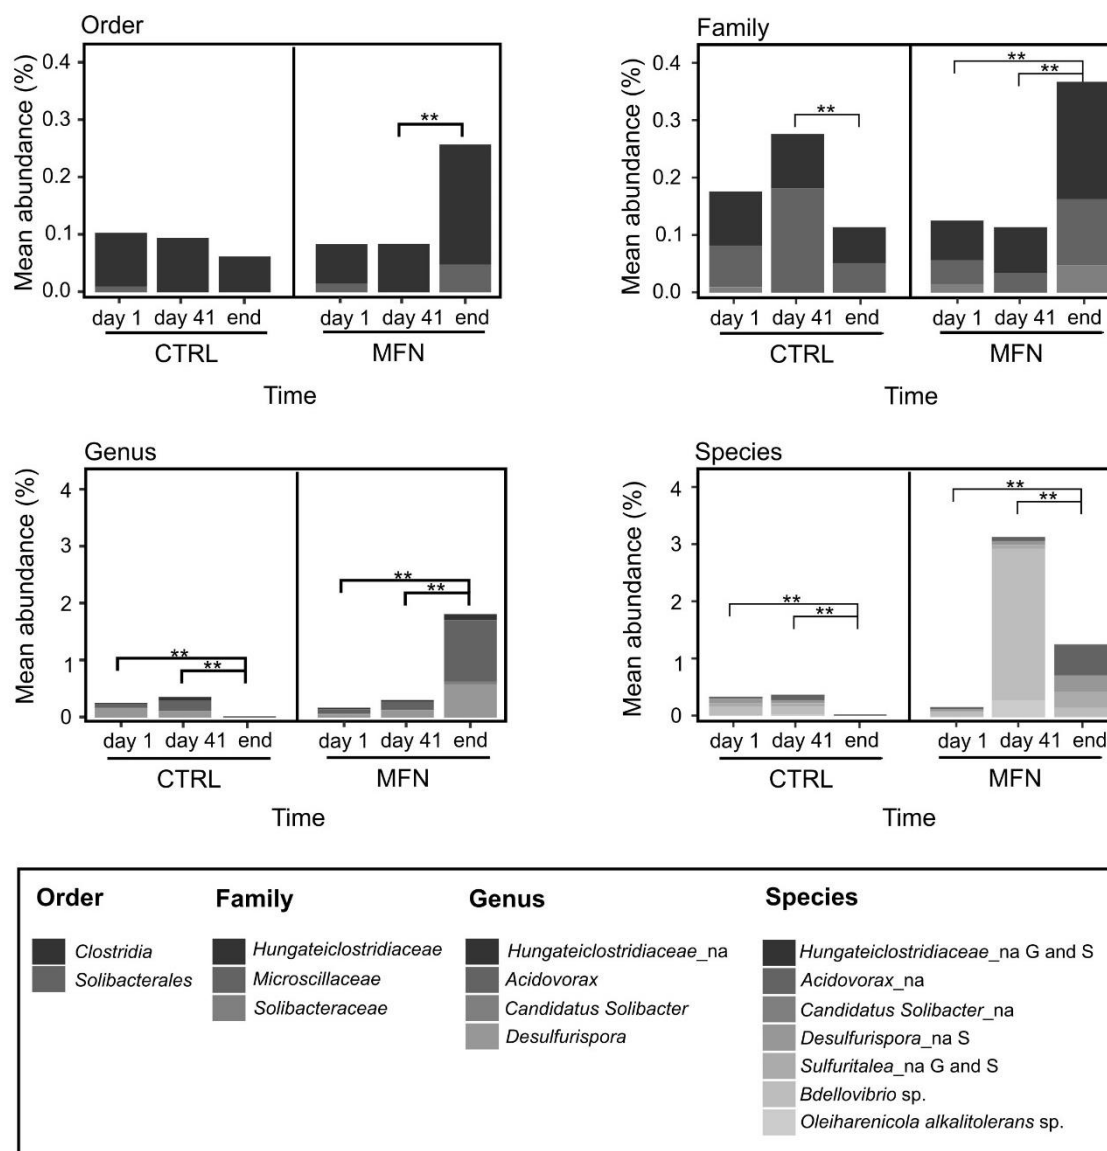 Order
Mean abundance (%)
0.4
0.3
0.2
0.1
0.0
**
day 1 day 41 end day 1 day 41 end
CTRL MFN
Time
Family
Mean abundance (%)
0.4
0.3
0.2
0.1
0.0
**
**
**
day 1 day 41 end day 1 day 41 end
CTRL MFN
Time
Genus
Mean abundance (%)
4
3
2
1
0
**
**
**
**
day 1 day 41 end day 1 day 41 end
CTRL MFN
Time
Species
Mean abundance (%)
4
3
2
1
0
**
**
**
**
day 1 day 41 end day 1 day 41 end
CTRL MFN
Time
Order
Clostridia
Solibacterales
Family
Hungateiclostridiaceae
Microscillaceae
Solibacteraceae
Genus
Hungateiclostridiaceae_na
Acidovorax
Candidatus Solibacter
Desulfurispora
Species
Hungateiclostridiaceae_na G and S
Acidovorax_na
Candidatus Solibacter_na
Desulfurispora_na S
Sulfuritalea_na G and S
Bdellovibrio sp.
Oleiharenicola alkalitolerans sp.